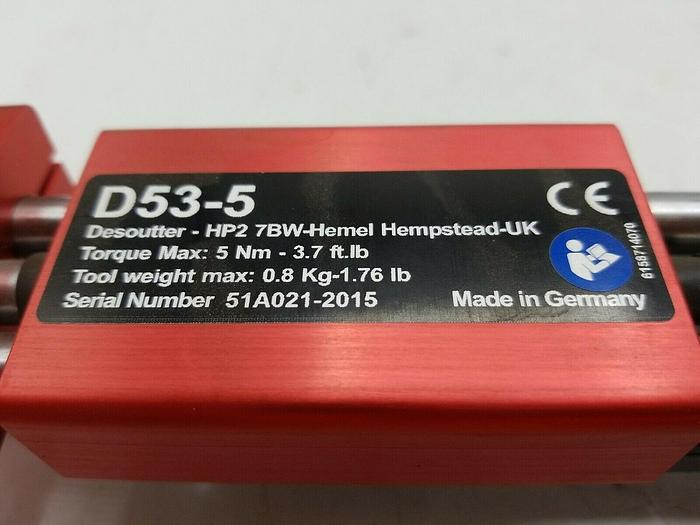 D53-5
CE
Desoutter - HP2 7BW-Hemel Hempstead-UK
Torque Max: 5 Nm - 3.7 ft.lb
Tool weight max: 0.8 Kg-1.76 lb
Serial Number 51A021-2015
Made in Germany
6158714070